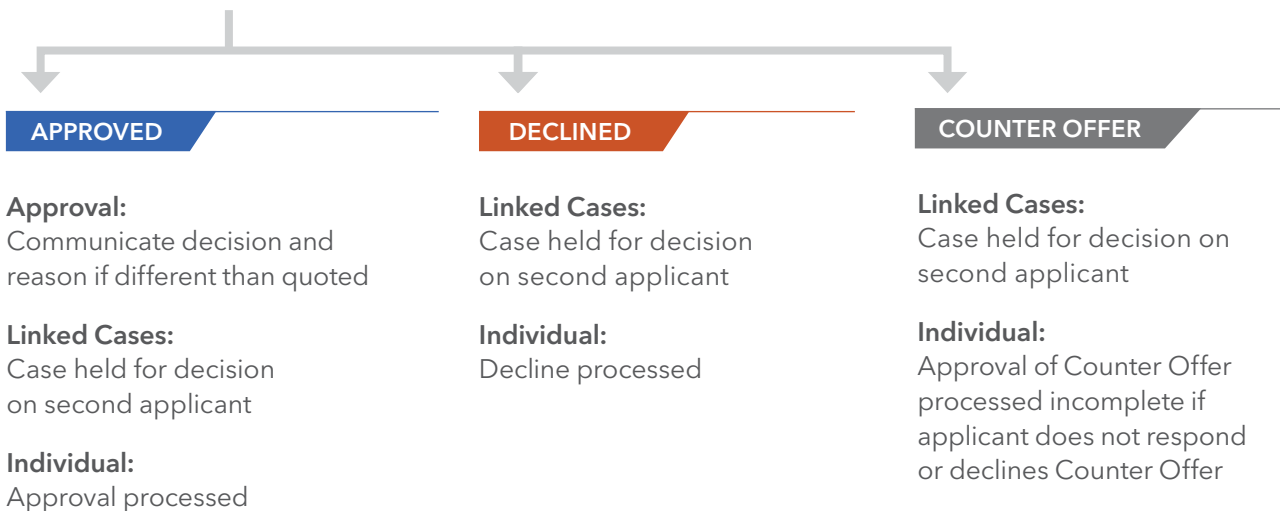 APPROVED
Approval:
Communicate decision and
reason if different than quoted
Linked Cases:
Case held for decision
on second applicant
Individual:
Approval processed
DECLINED
Linked Cases:
Case held for decision
on second applicant
Individual:
Decline processed
COUNTER OFFER
Linked Cases:
Case held for decision on
second applicant
Individual:
Approval of Counter Offer
processed incomplete if
applicant does not respond
or declines Counter Offer